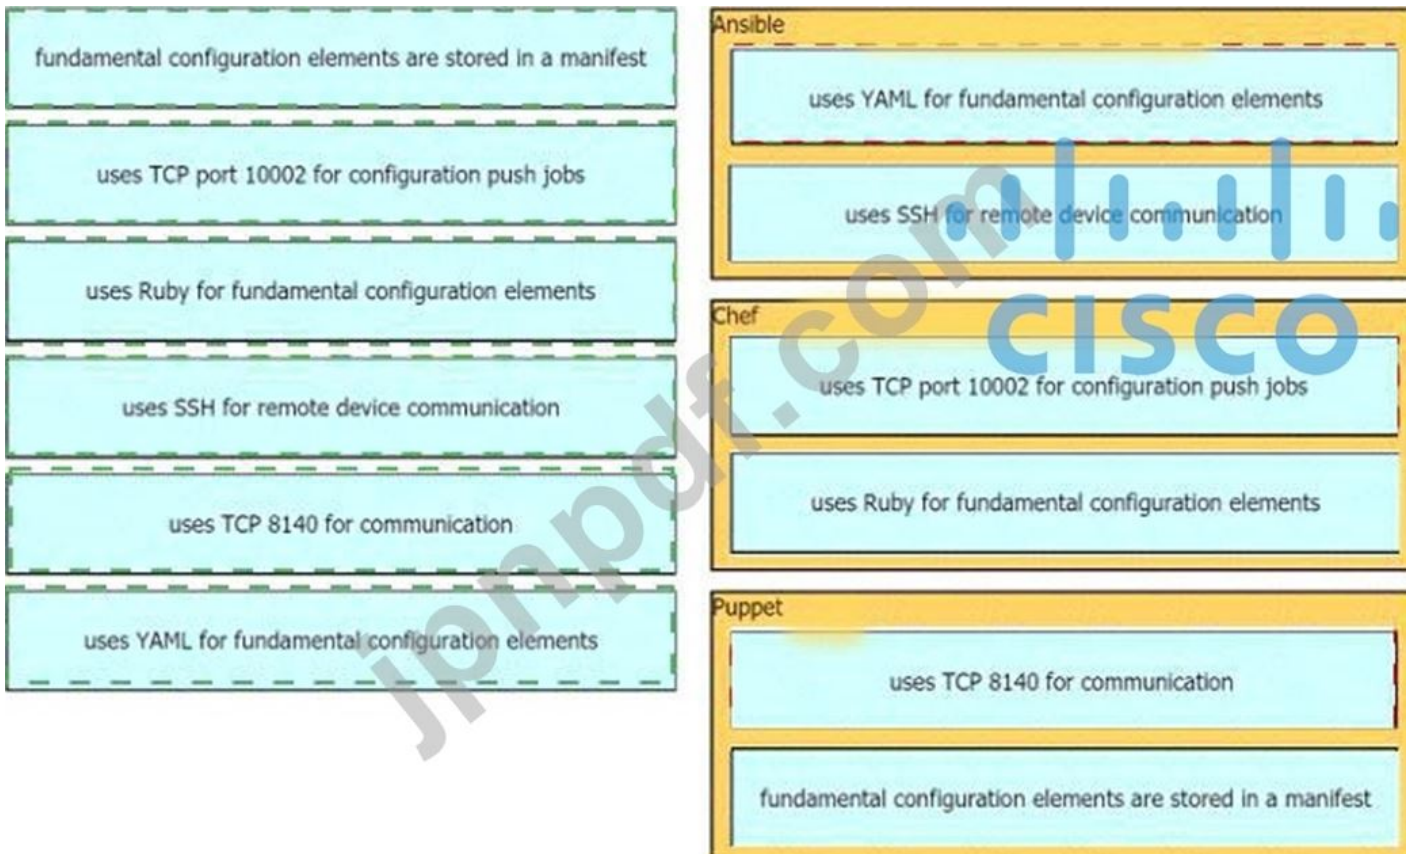 fundamental configuration elements are stored in a manifest
uses TCP port 10002 for configuration push jobs
uses Ruby for fundamental configuration elements
uses SSH for remote device communication
uses TCP 8140 for communication
uses YAML for fundamental configuration elements
Ansible
uses YAML for fundamental configuration elements
uses SSH for remote device communication
Chef
uses TCP port 10002 for configuration push jobs
uses Ruby for fundamental configuration elements
Puppet
uses TCP 8140 for communication
fundamental configuration elements are stored in a manifest
CISCO
jpnpdf.com